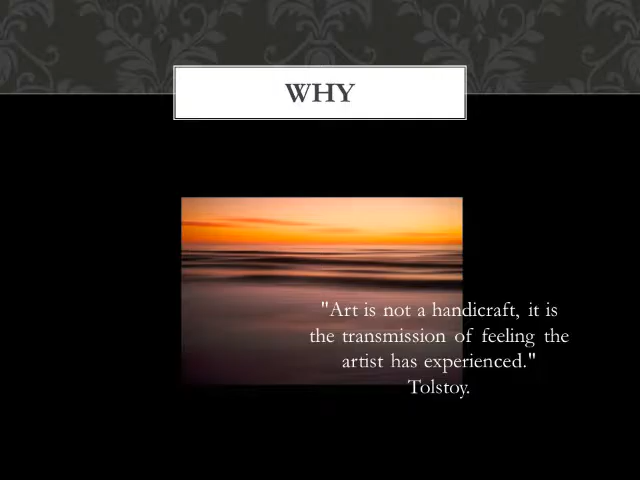 WHY
"Art is not a handicraft, it is
the transmission of feeling the
artist has experienced."
Tolstoy.